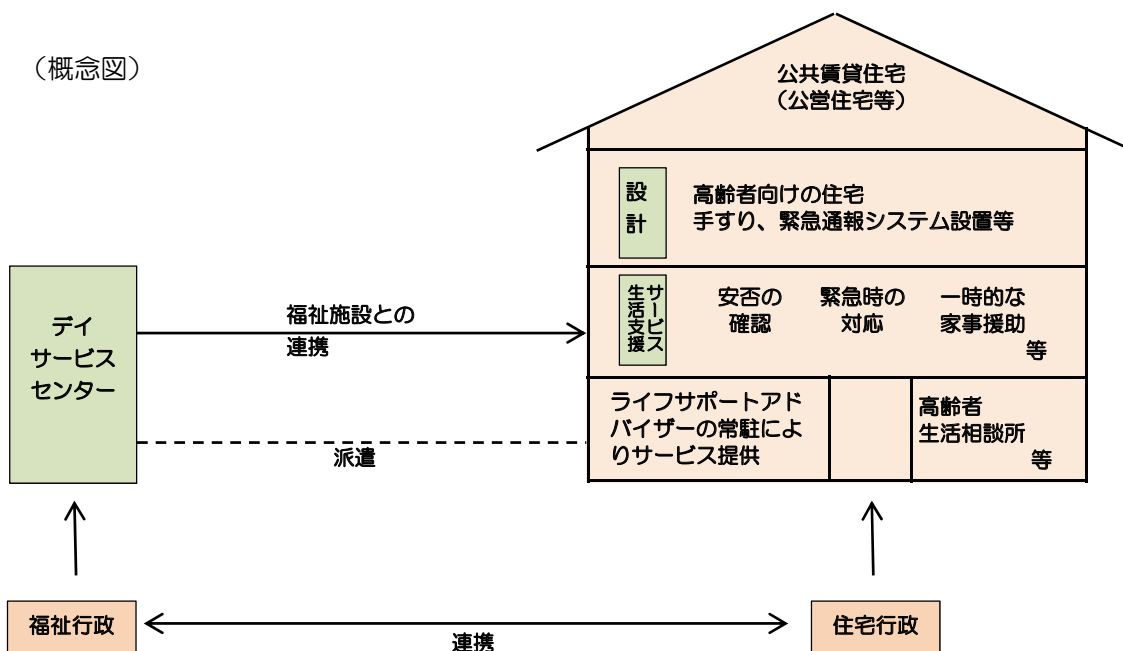 （概念図）
公共賃貸住宅
（公営住宅等）
設計
高齢者向けの住宅
手すり、緊急通報システム設置等
生活支援
サービス
安否の
確認
緊急時の
対応
一時的な
家事援助
等
デイ
サービス
センター
福祉施設との
連携
ライフサポートアド
バイザーの常駐によ
りサービス提供
高齢者
生活相談所
等
派遣
福祉行政
連携
住宅行政